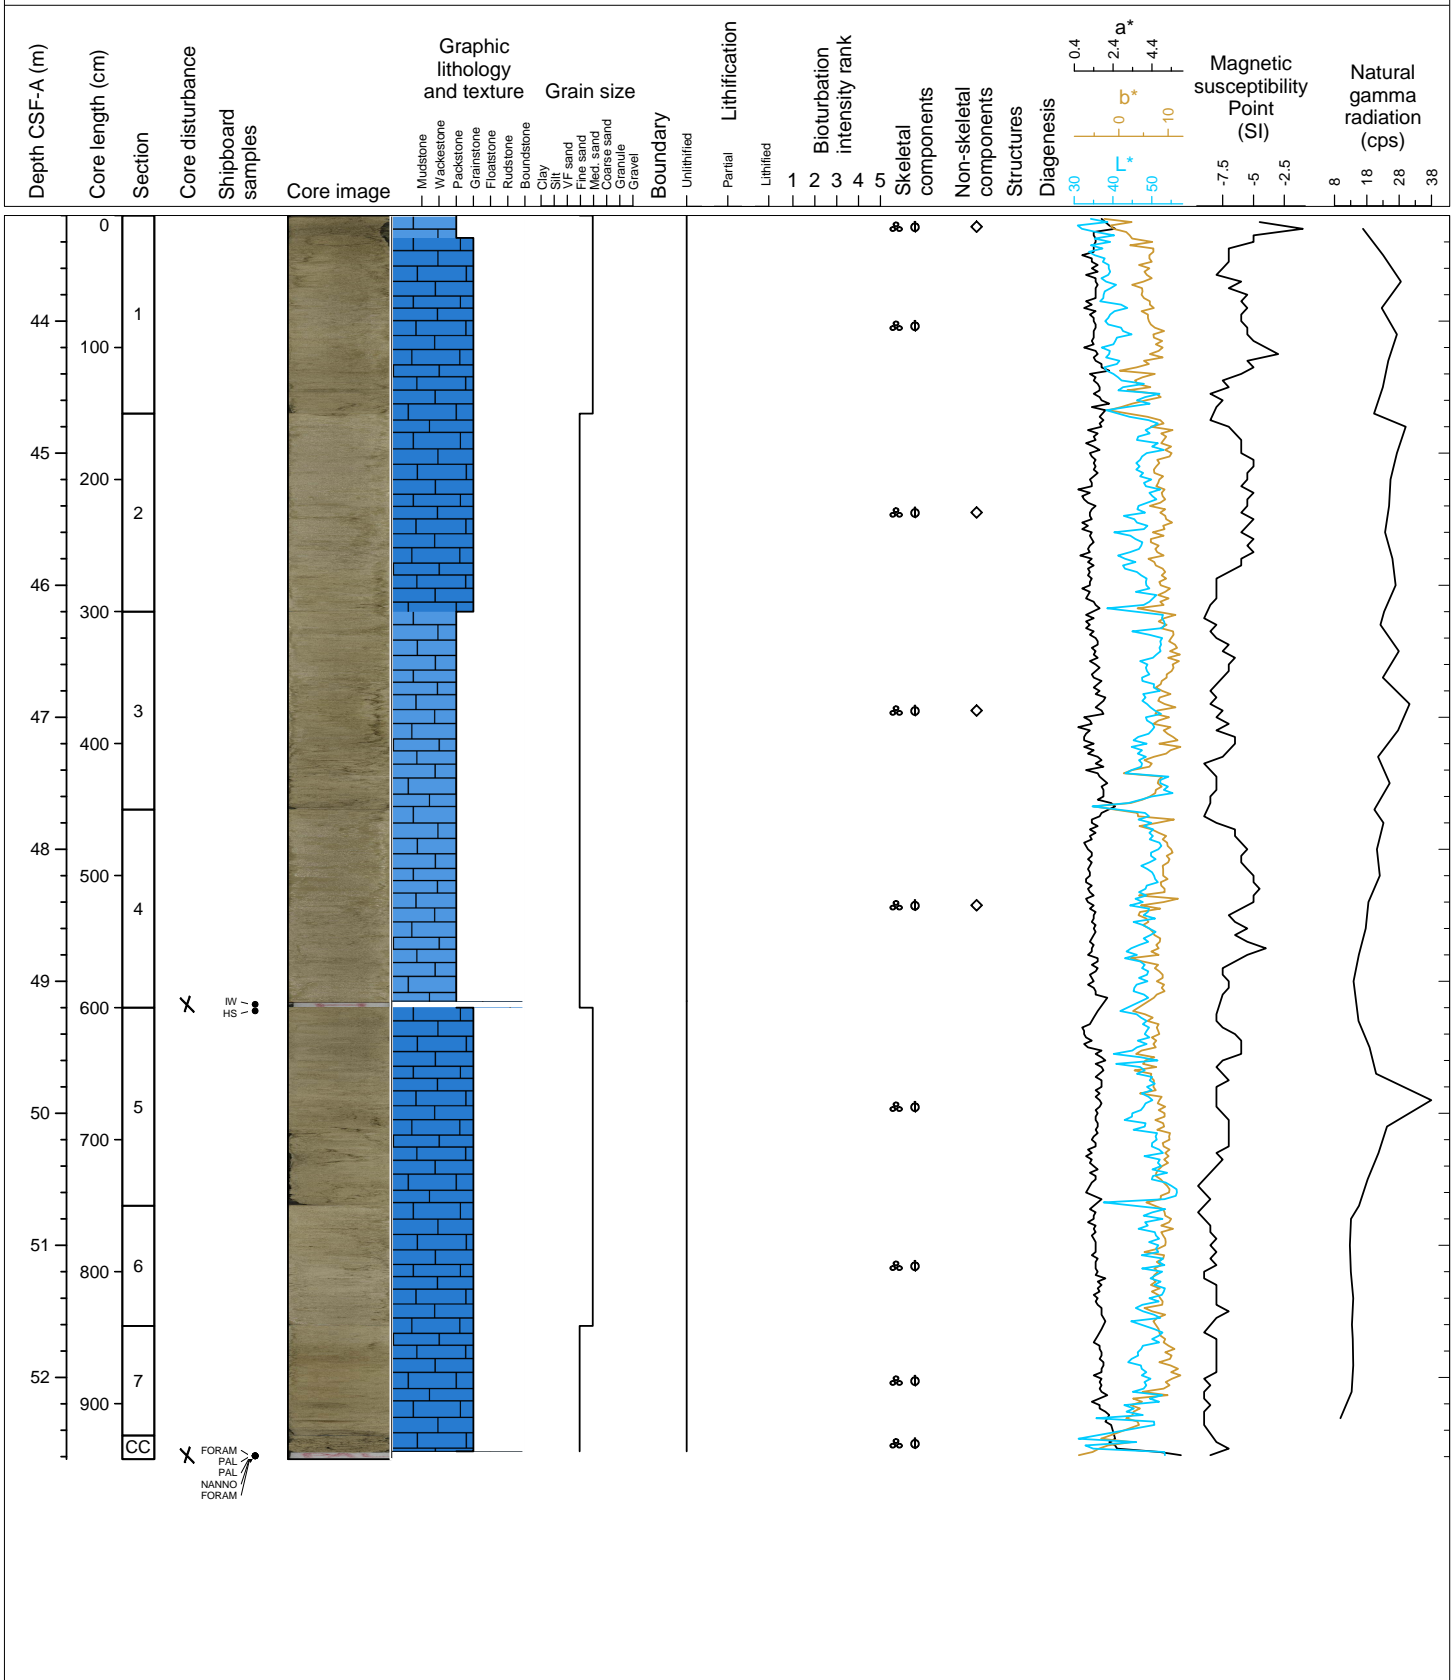 Depth CSF-A (m)
Core length (cm)
Section
Core disturbance
Shipboard
samples
Core image
Graphic
lithology
and texture
Mudstone
Wackestone
Packstone
Grainstone
Floatstone
Rudstone
Boundstone
Grain size
Clay
Silt
VF sand
Fine sand
Med. sand
Coarse sand
Granule
Gravel
Boundary
Lithification
Unlithified
Partial
Lithified
Bioturbation
intensity rank
1 2 3 4 5
Skeletal
components
Non-skeletal
components
Structures
Diagenesis
a*
0.4 2.4 4.4
b*
0 10
L*
30 40 50
Magnetic
susceptibility
Point
(SI)
-7.5 -5 -2.5
Natural
gamma
radiation
(cps)
8 18 28 38
0
44
1
100
45
200
2
46
300
3
47
400
48
500
4
49
600
IW
HS
5
50
700
51
6
800
52
7
900
CC
FORAM
PAL
PAL
NANNO
FORAM